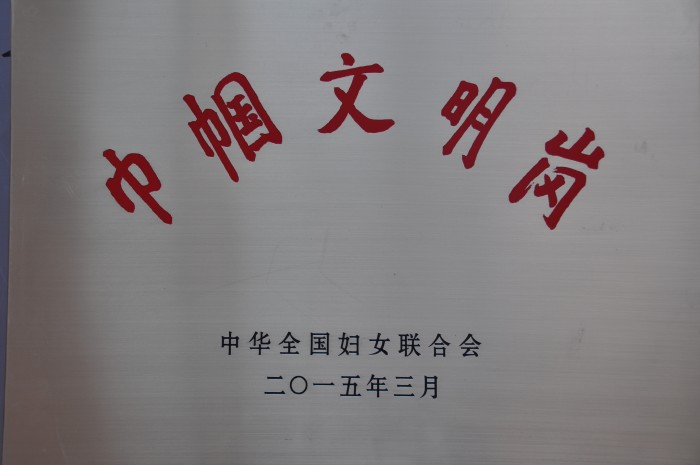 巾帼文明岗
中华全国妇女联合会
二〇一五年三月